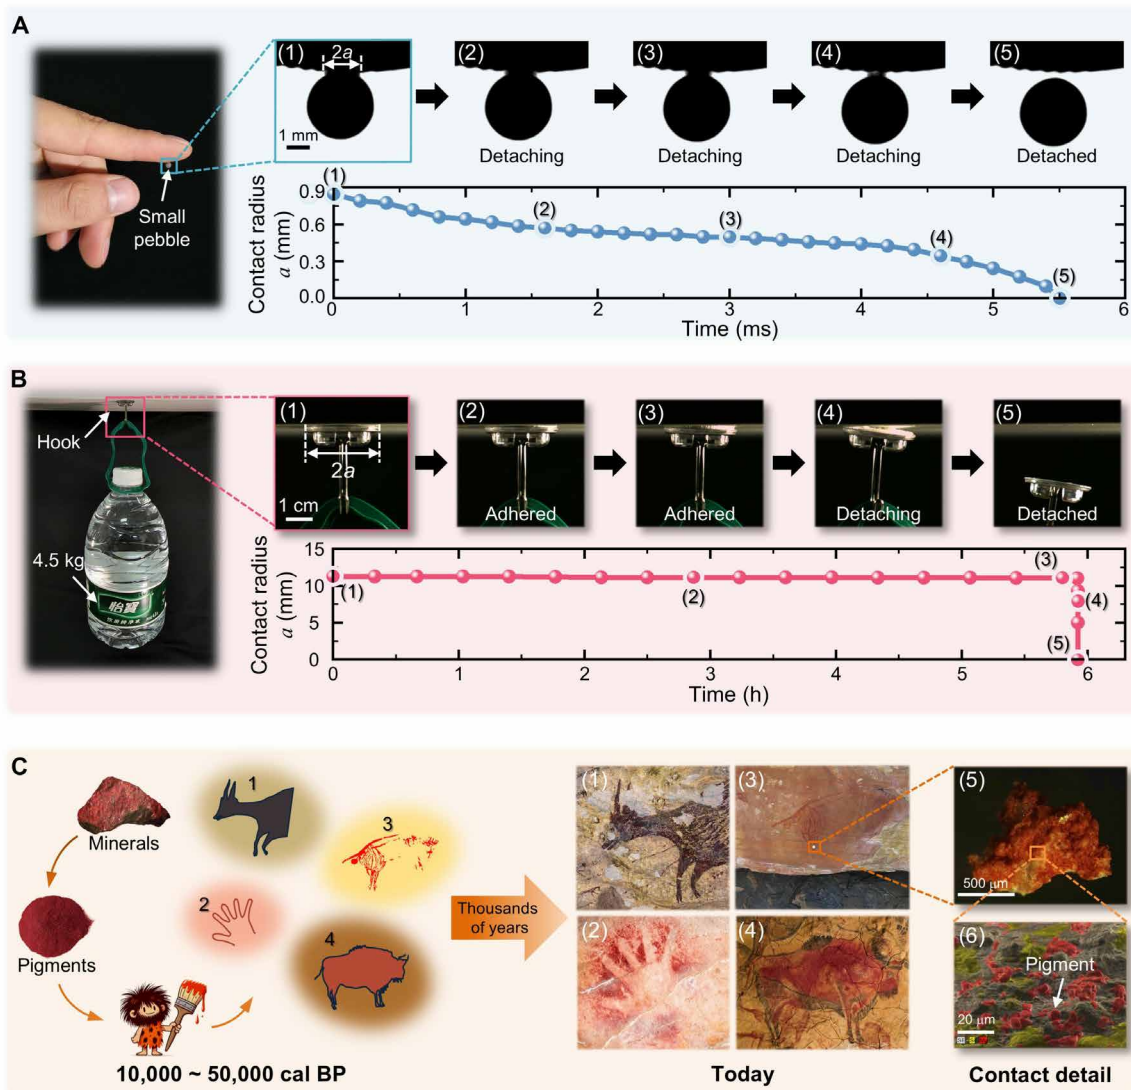 A
Small
pebble
(1)
2a
1 mm
(2)
Detaching
(3)
Detaching
(4)
Detaching
(5)
Detached
Contact radius
a (mm)
0.9
0.6
0.3
0.0
(1)
(2)
(3)
(4)
(5)
0 1 2 3 4 5 6
Time (ms)
B
Hook
4.5 kg
怡寶
(1)
2a
1 cm
(2)
Adhered
(3)
Adhered
(4)
Detaching
(5)
Detached
Contact radius
a (mm)
15
10
5
0
(1)
(2)
(3)
(4)
(5)
0 1 2 3 4 5 6
Time (h)
C
Minerals
Pigments
1
2
3
4
10,000 ~ 50,000 cal BP
Thousands
of years
(1)
(3)
(2)
(4)
Today
(5)
500 μm
(6)
Pigment
20 μm
Contact detail